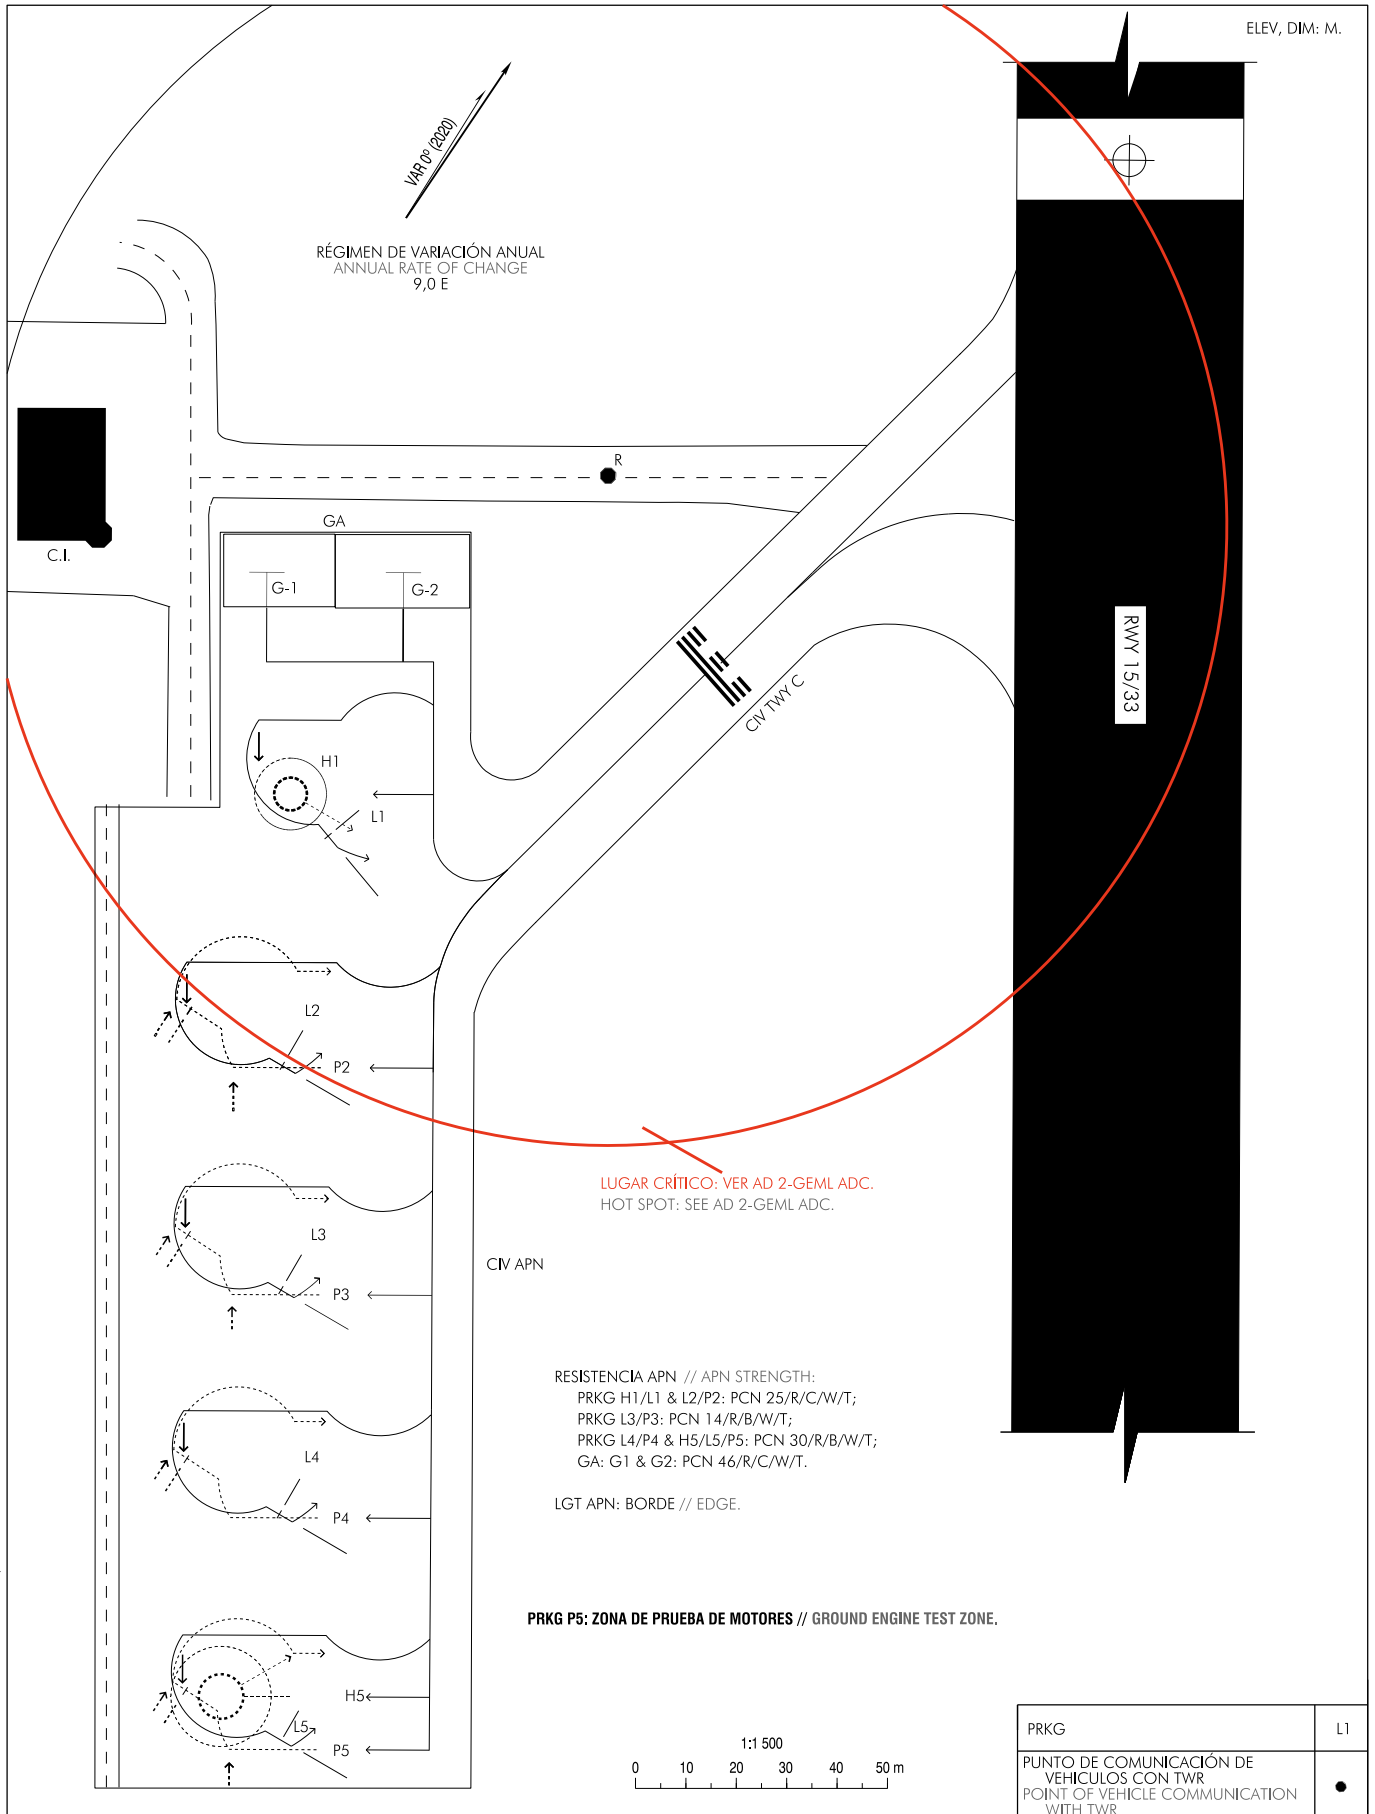 ELEV, DIM: M.
VAR 0º (2020)
RÉGIMEN DE VARIACIÓN ANUAL
ANNUAL RATE OF CHANGE
9,0 E
R
GA
C.I.
G-1
G-2
RWY 15/33
CIV TWY C
H1
L1
L2
P2
LUGAR CRÍTICO: VER AD 2-GEML ADC.
HOT SPOT: SEE AD 2-GEML ADC.
L3
CIV APN
P3
RESISTENCIA APN // APN STRENGTH:
PRKG H1/L1 & L2/P2: PCN 25/R/C/W/T;
PRKG L3/P3: PCN 14/R/B/W/T;
PRKG L4/P4 & H5/L5/P5: PCN 30/R/B/W/T;
GA: G1 & G2: PCN 46/R/C/W/T.
L4
LGT APN: BORDE // EDGE.
P4
PRKG P5: ZONA DE PRUEBA DE MOTORES // GROUND ENGINE TEST ZONE.
H5
L5
P5
1:1 500
0 10 20 30 40 50 m
PRKG L1
PUNTO DE COMUNICACIÓN DE
VEHICULOS CON TWR
POINT OF VEHICLE COMMUNICATION
WITH TWR